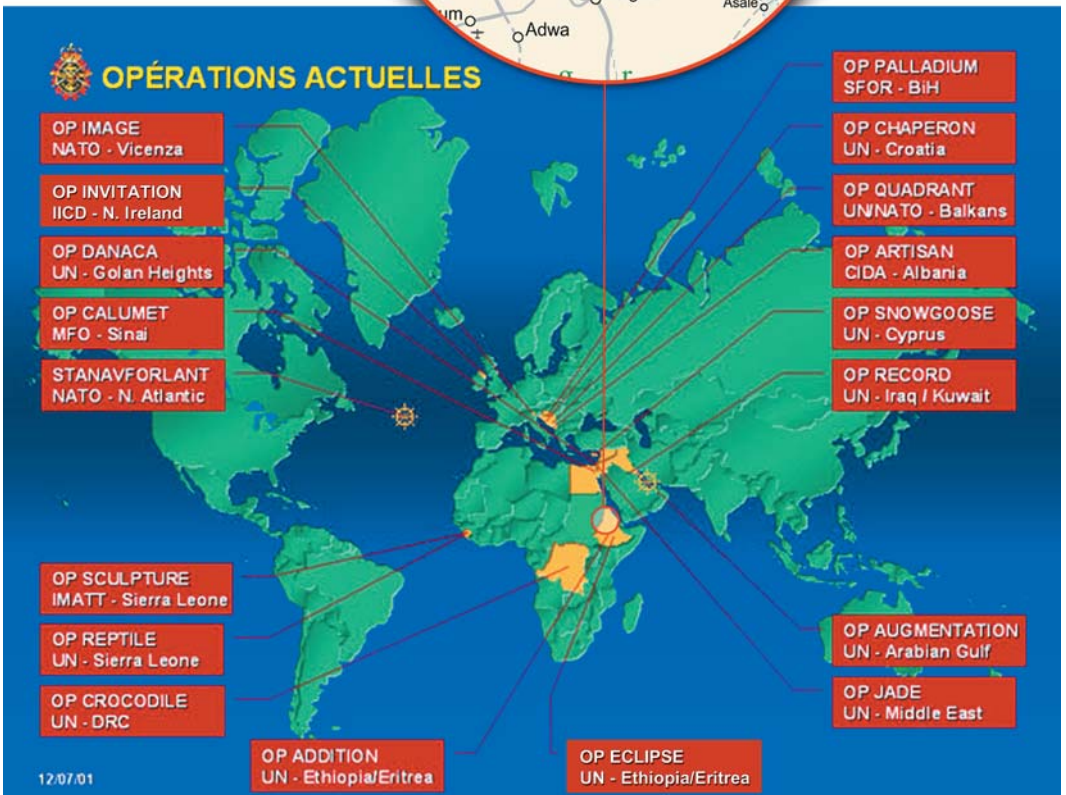 Adwa
Asale
OPÉRATIONS ACTUELLES
OP IMAGE
NATO - Vicenza
OP INVITATION
IICD - N. Ireland
OP DANACA
UN - Golan Heights
OP CALUMET
MFO - Sinai
STANAVFORLANT
NATO - N. Atlantic
OP PALLADIUM
SFOR - BiH
OP CHAPERON
UN - Croatia
OP QUADRANT
UN/NATO - Balkans
OP ARTISAN
CIDA - Albania
OP SNOWGOOSE
UN - Cyprus
OP RECORD
UN - Iraq / Kuwait
OP SCULPTURE
IMATT - Sierra Leone
OP REPTILE
UN - Sierra Leone
OP CROCODILE
UN - DRC
OP AUGMENTATION
UN - Arabian Gulf
OP JADE
UN - Middle East
OP ADDITION
UN - Ethiopia/Eritrea
OP ECLIPSE
UN - Ethiopia/Eritrea
12/07/01